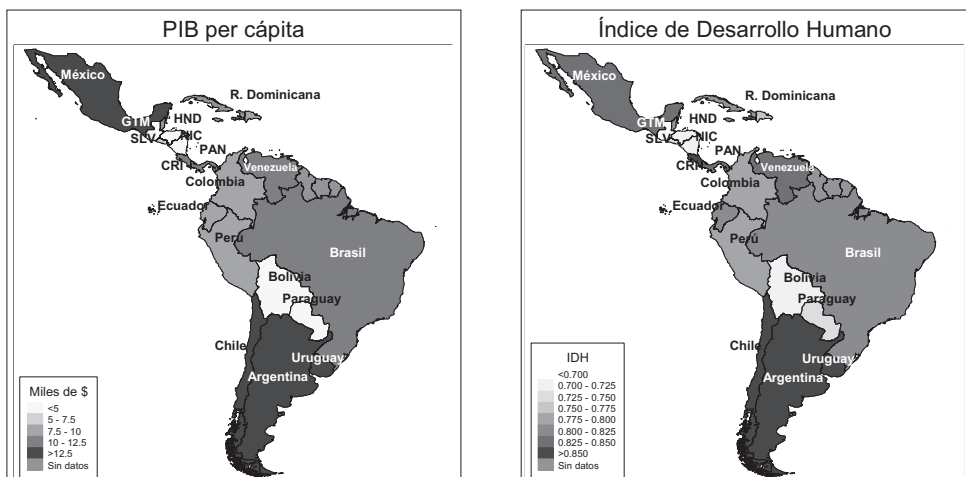 PIB per cápita
México
R. Dominicana
GTM
HND
SLV
NIC
PAN
CRI
Venezuela
Colombia
Ecuador
Perú
Brasil
Bolivia
Paraguay
Chile
Uruguay
Argentina
Miles de $
<5
5 - 7.5
7.5 - 10
10 - 12.5
>12.5
Sin datos
Índice de Desarrollo Humano
México
R. Dominicana
GTM
HND
SLV
NIC
PAN
CRI
Venezuela
Colombia
Ecuador
Perú
Brasil
Bolivia
Paraguay
Chile
Uruguay
Argentina
IDH
<0.700
0.700 - 0.725
0.725 - 0.750
0.750 - 0.775
0.775 - 0.800
0.800 - 0.825
0.825 - 0.850
>0.850
Sin datos